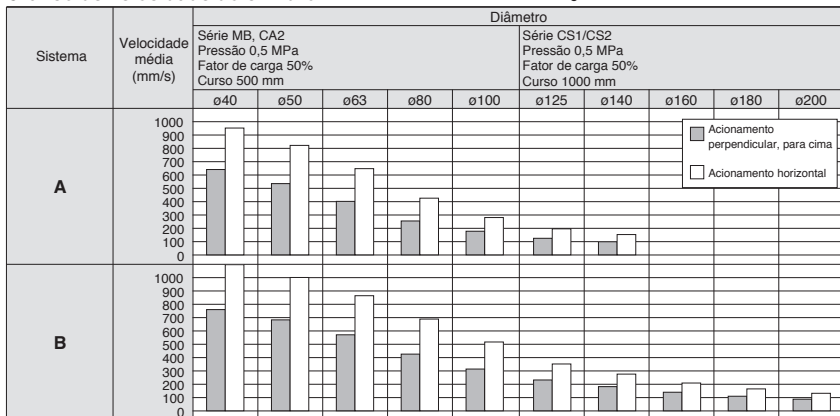 Diâmetro
Sistema
Velocidade
média
(mm/s)
Série MB, CA2
Pressão 0,5 MPa
Fator de carga 50%
Curso 500 mm
Série CS1/CS2
Pressão 0,5 MPa
Fator de carga 50%
Curso 1000 mm
ø40 ø50 ø63 ø80 ø100 ø125 ø140 ø160 ø180 ø200
A
1000
900
800
700
600
500
400
300
200
100
0
Acionamento
perpendicular, para cima
Acionamento horizontal
B
1000
900
800
700
600
500
400
300
200
100
0